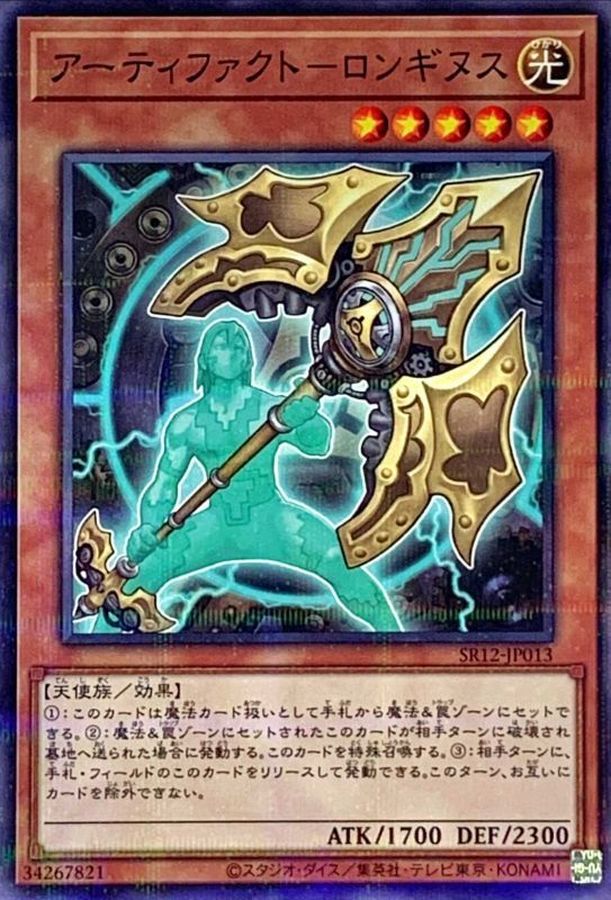 アーティファクト－ロンギヌス
光
SR12-JP013
【天使族／効果】
①：このカードは魔法カード扱いとして手札から魔法＆罠ゾーンにセットで
きる。②：魔法＆罠ゾーンにセットされたこのカードが相手ターンに破壊され
墓地へ送られた場合に発動する。このカードを特殊召喚する。③：相手ターンに、
手札・フィールドのこのカードをリリースして発動できる。このターン、お互いに
カードを除外できない。
ATK/1700 DEF/2300
34267821
©スタジオ・ダイス／集英社・テレビ東京・KONAMI